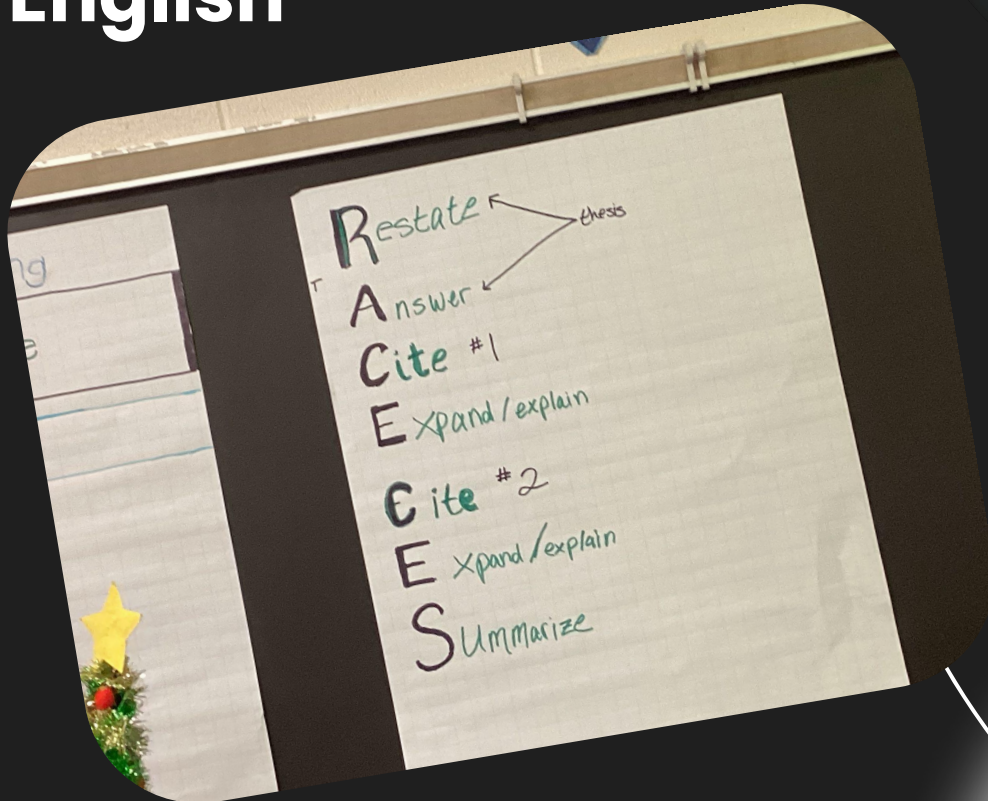 English
Restate
thesis
Answer
Cite #1
Expand/explain
Cite #2
Expand/explain
Summarize